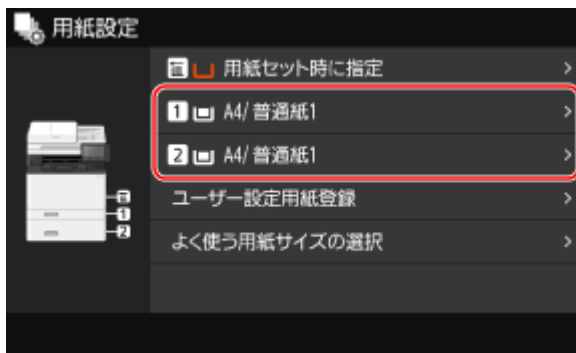 用紙設定
用紙セット時に指定
1 A4/普通紙1
2 A4/普通紙1
ユーザー設定用紙登録
よく使う用紙サイズの選択
1
2